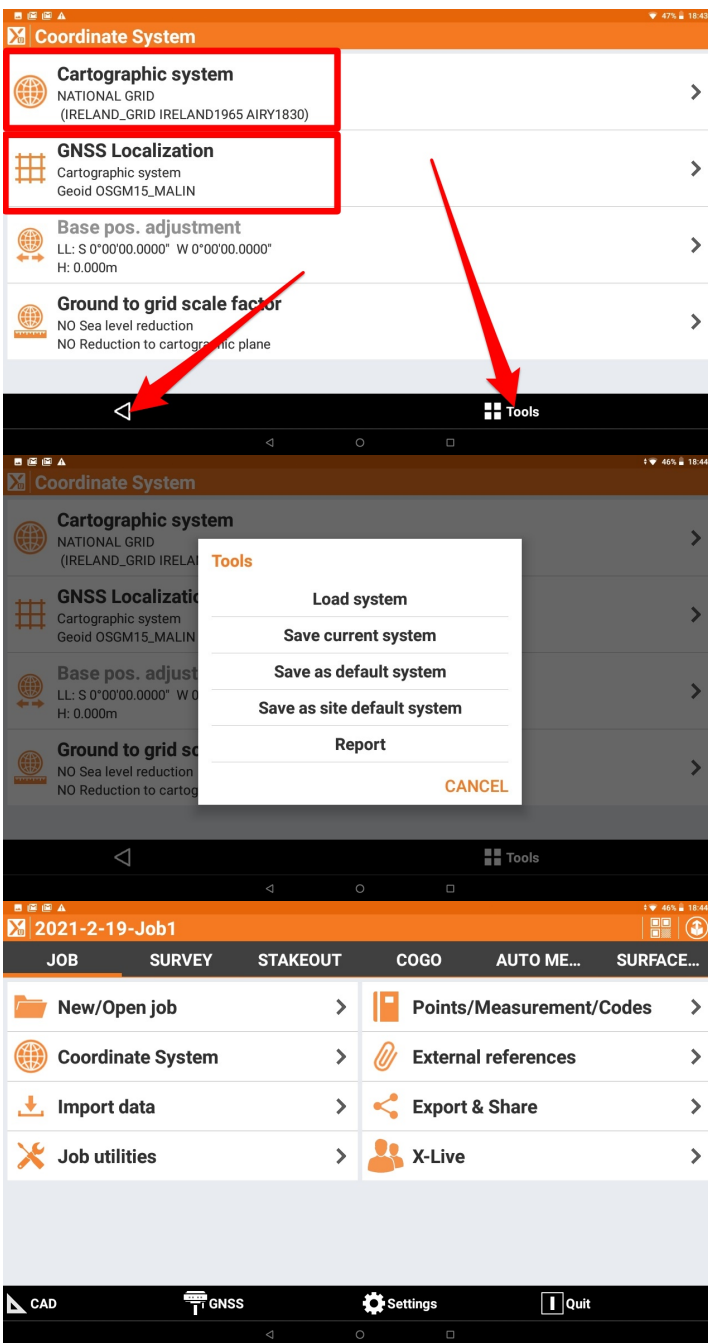 47% 18:43
Coordinate System
Cartographic system
NATIONAL GRID
(IRELAND_GRID IRELAND1965 AIRY1830)
GNSS Localization
Cartographic system
Geoid OSGM15_MALIN
Base pos. adjustment
LL: S 0°00'00.0000" W 0°00'00.0000"
H: 0.000m
Ground to grid scale factor
NO Sea level reduction
NO Reduction to cartographic plane
Tools
46% 18:44
Coordinate System
Cartographic system
NATIONAL GRID
(IRELAND_GRID IRELA
GNSS Localizatio
Cartographic system
Geoid OSGM15_MALIN
Base pos. adjust
LL: S 0°00'00.0000" W 0
H: 0.000m
Ground to grid sc
NO Sea level reduction
NO Reduction to cartog
Tools
Load system
Save current system
Save as default system
Save as site default system
Report
CANCEL
Tools
46% 18:44
2021-2-19-Job1
JOB SURVEY STAKEOUT COGO AUTO ME... SURFACE...
New/Open job Points/Measurement/Codes
Coordinate System External references
Import data Export & Share
Job utilities X-Live
CAD GNSS Settings Quit